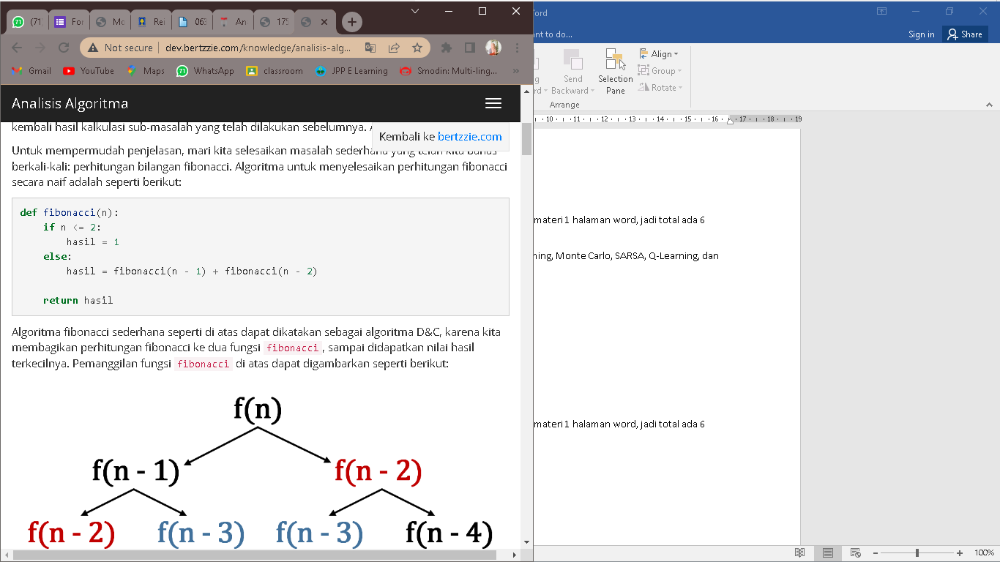 (71
For
Mo
Rei
063
An
175
Not secure
dev.bertzzie.com/knowledge/analisis-alg...
Gmail
YouTube
Maps
WhatsApp
classroom
JPP E Learning
Smodin: Multi-ling...
Analisis Algoritma
kembali hasil kalkulasi sub-masalah yang telah dilakukan sebelumnya.
Kembali ke bertzzie.com
Untuk mempermudah penjelasan, mari kita selesaikan masalah sederhana yang telah kita bahas
berkali-kali: perhitungan bilangan fibonacci. Algoritma untuk menyelesaikan perhitungan fibonacci
secara naif adalah seperti berikut:
def fibonacci(n):
    if n <= 2:
        hasil = 1
    else:
        hasil = fibonacci(n - 1) + fibonacci(n - 2)
    return hasil
Algoritma fibonacci sederhana seperti di atas dapat dikatakan sebagai algoritma D&C, karena kita
membagikan perhitungan fibonacci ke dua fungsi fibonacci, sampai didapatkan nilai hasil
terkecilnya. Pemanggilan fungsi fibonacci di atas dapat digambarkan seperti berikut:
f(n)
f(n - 1) f(n - 2)
f(n - 2) f(n - 3) f(n - 3) f(n - 4)
ord
nt to do...
Sign in
Share
Send
Backward
Selection
Pane
Align
Group
Rotate
Arrange
10 11 12 13 14 15 16 17 18 19
materi 1 halaman word, jadi total ada 6
ning, Monte Carlo, SARSA, Q-Learning, dan
materi 1 halaman word, jadi total ada 6
100%